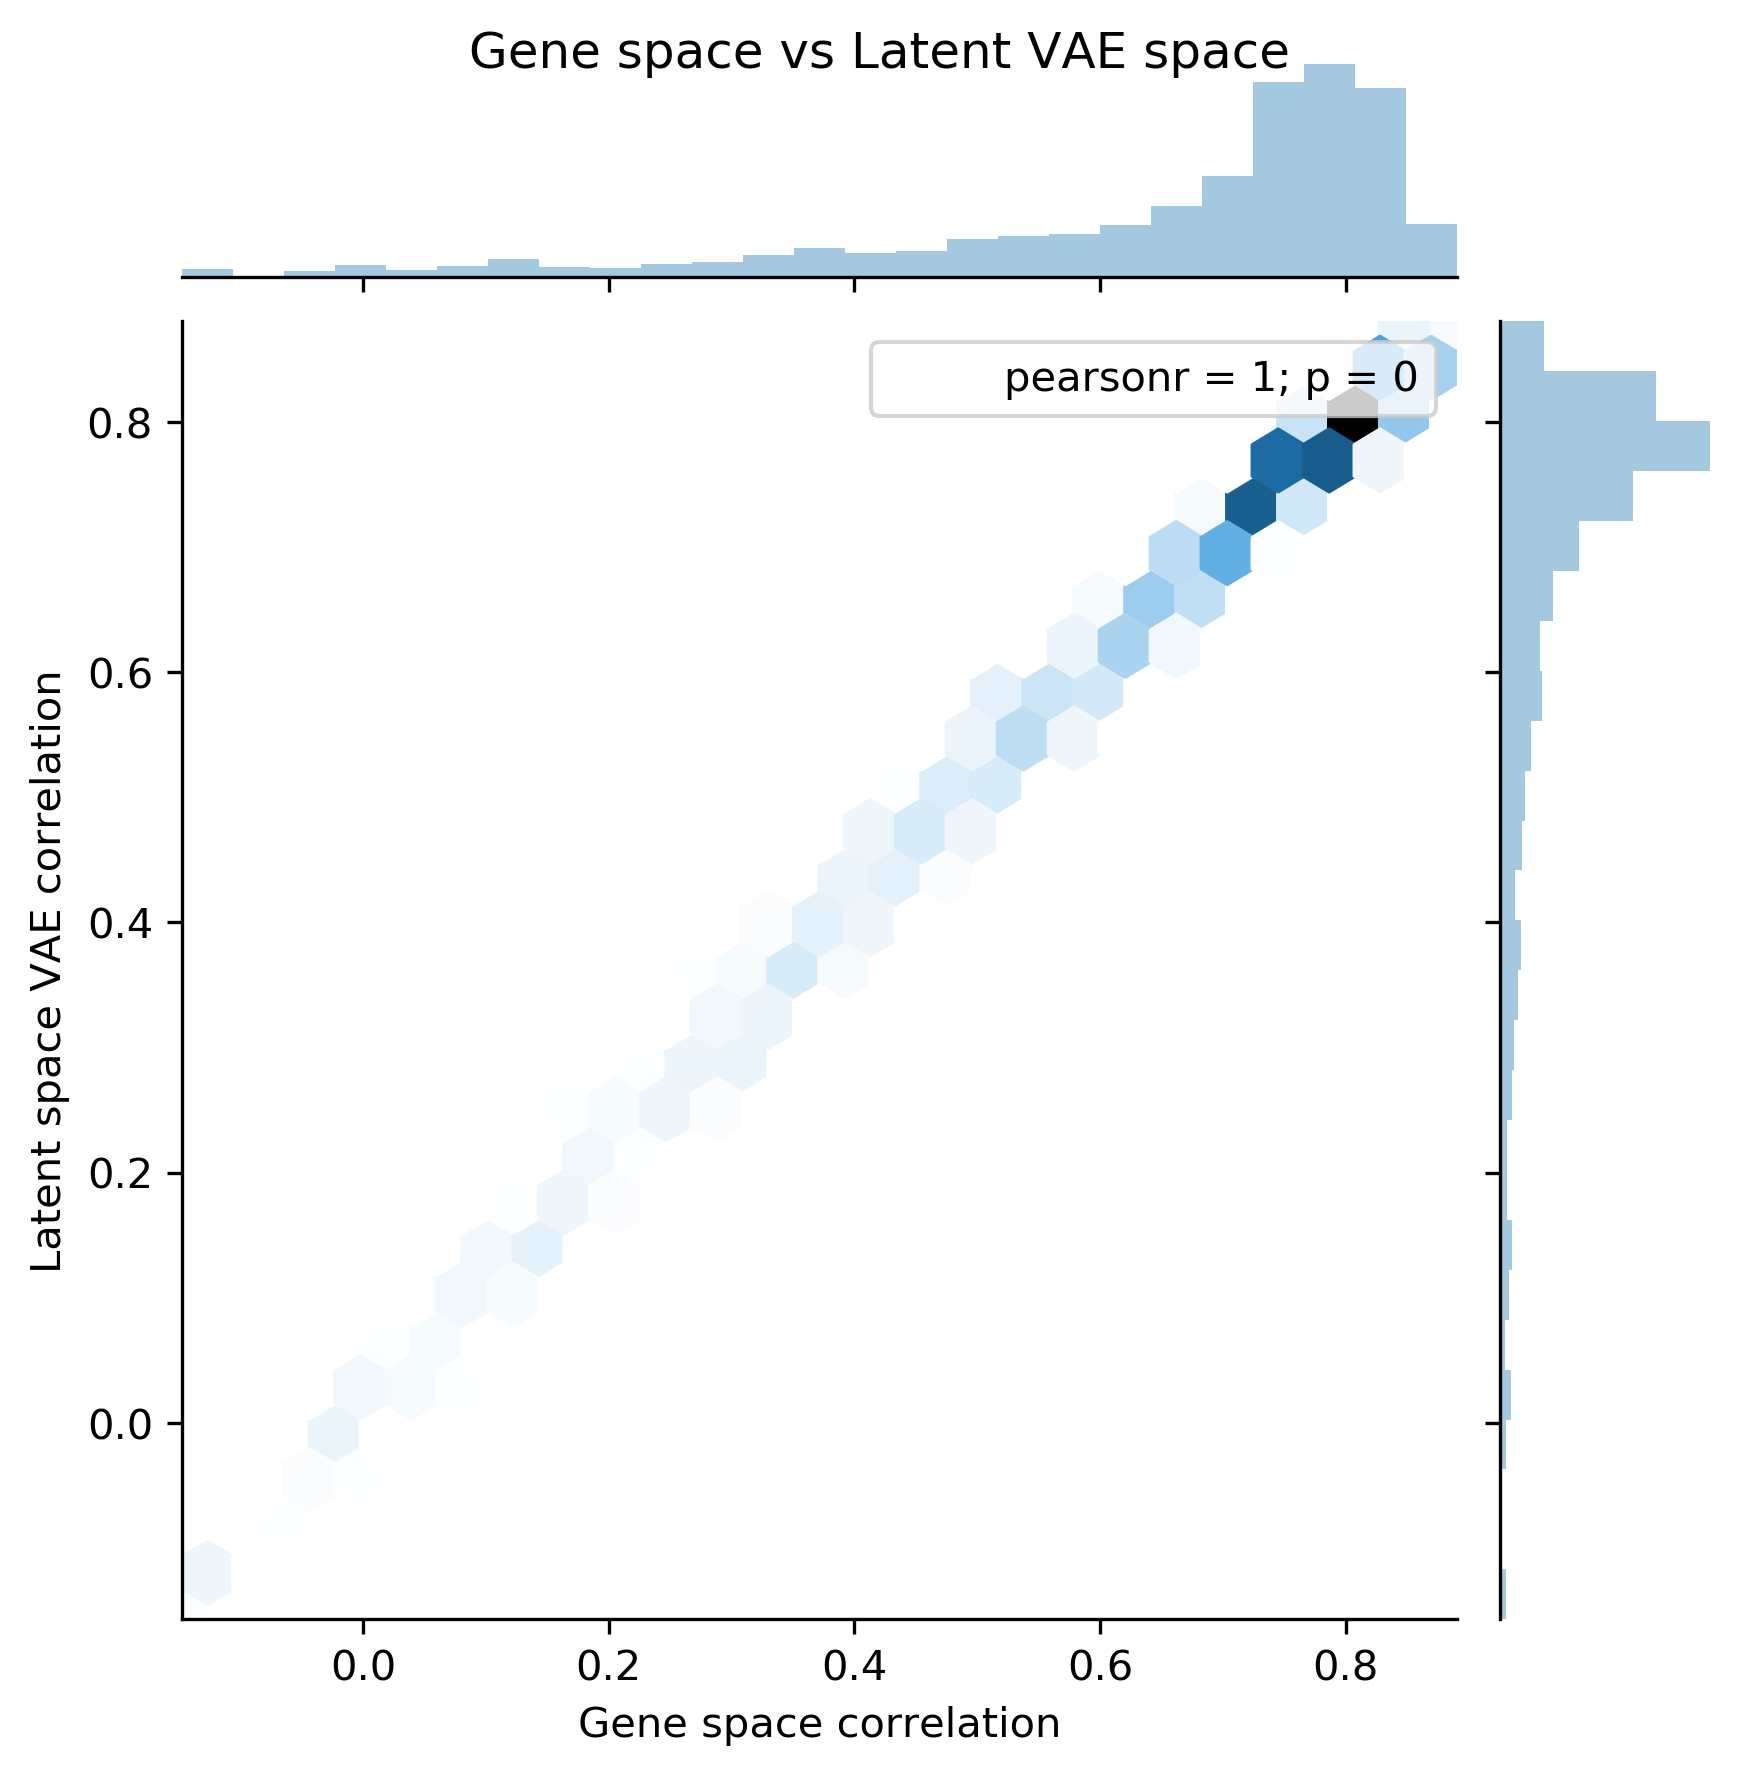 Gene space vs Latent VAE space
pearsonr = 1; p = 0
0.8
0.6
0.4
0.2
0.0
Latent space VAE correlation
0.0 0.2 0.4 0.6 0.8
Gene space correlation